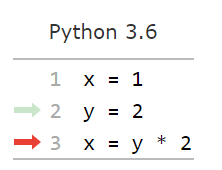 Python 3.6
1 x = 1
2 y = 2
3 x = y * 2